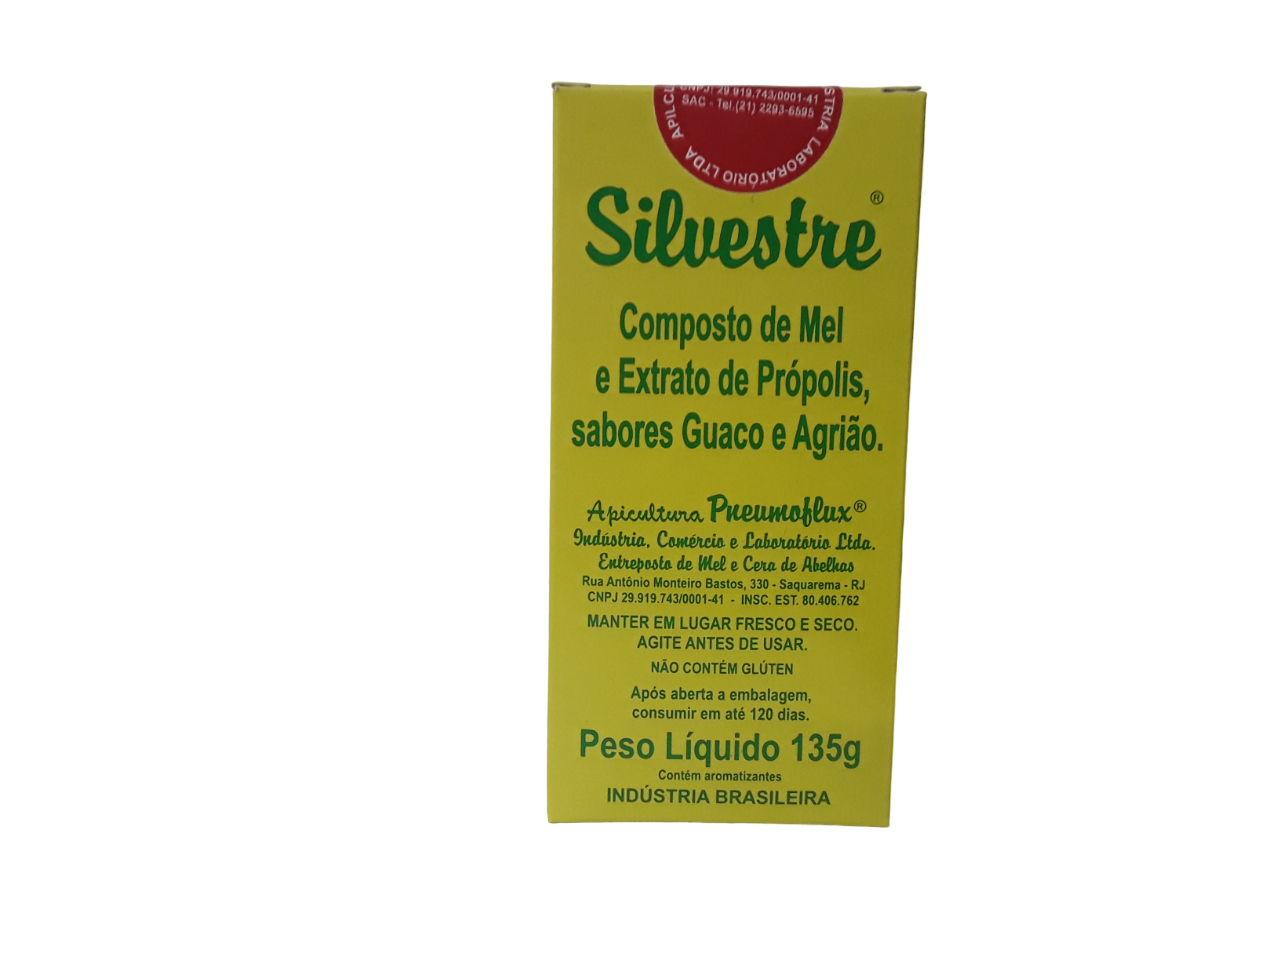 CNPJ: 29 919.743/0001-41
SAC - Tel.(21) 2293-6595
STRIA LABORATÓRIO LTDA APILCU
Silvestre®
Composto de Mel
e Extrato de Própolis,
sabores Guaco e Agrião.
Apicultura Pneumoflux®
Indústria, Comércio e Laboratório Ltda.
Entreposto de Mel e Cera de Abelhas
Rua Antônio Monteiro Bastos, 330 - Saquarema - RJ
CNPJ 29.919.743/0001-41 - INSC. EST. 80.406.762
MANTER EM LUGAR FRESCO E SECO.
AGITE ANTES DE USAR.
NÃO CONTÉM GLÚTEN
Após aberta a embalagem,
consumir em até 120 dias.
Peso Líquido 135g
Contém aromatizantes
INDÚSTRIA BRASILEIRA